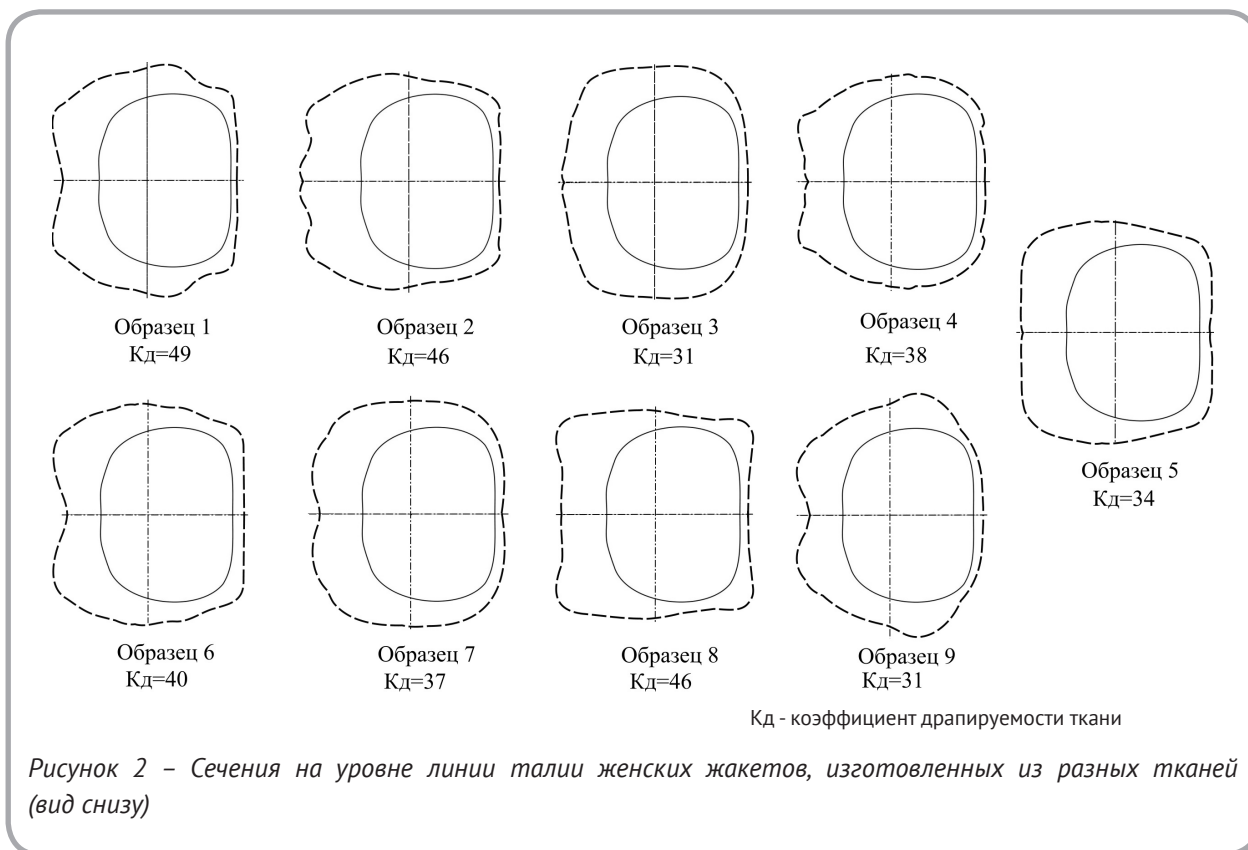 Образец 1
Кд=49
Образец 2
Кд=46
Образец 3
Кд=31
Образец 4
Кд=38
Образец 5
Кд=34
Образец 6
Кд=40
Образец 7
Кд=37
Образец 8
Кд=46
Образец 9
Кд=31
Кд - коэффициент драпируемости ткани
Рисунок 2 – Сечения на уровне линии талии женских жакетов, изготовленных из разных тканей
(вид снизу)